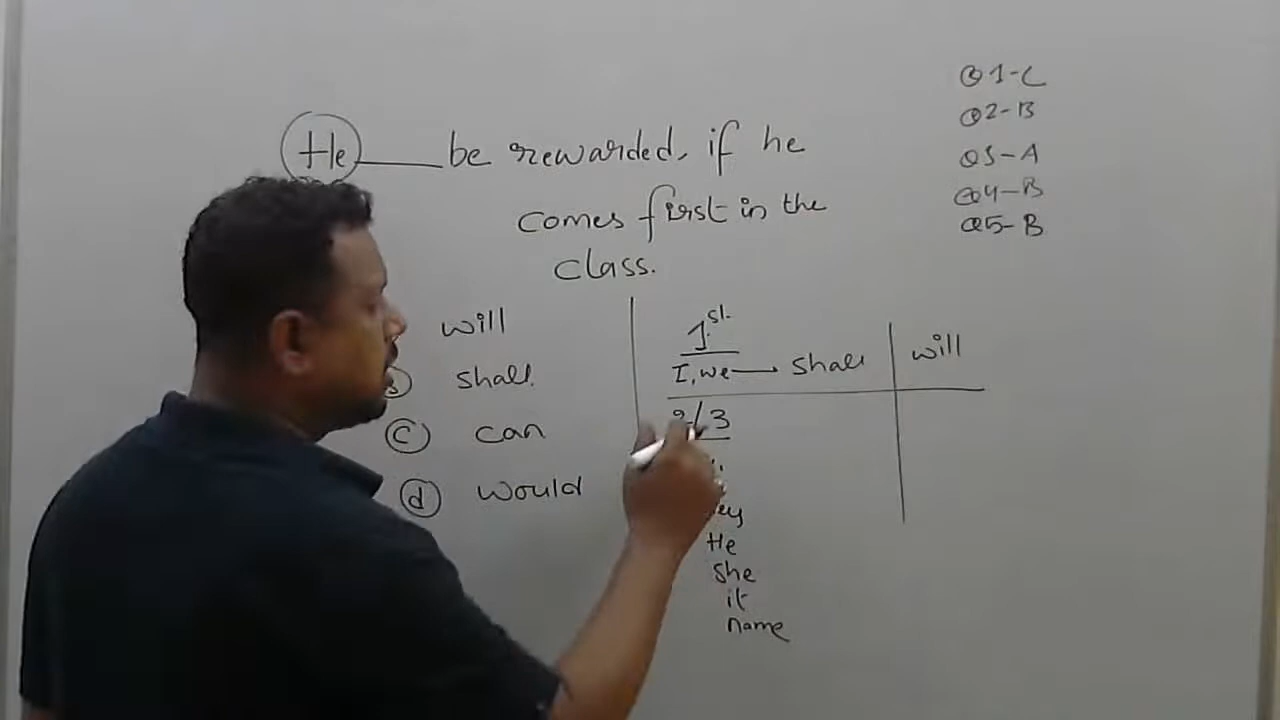 He ____ be rewarded, if he
comes first in the
class.
will
shall
(c) can
(d) would
1st.
I, we → shall
will
2/3
He
She
it
name
Q1-C
Q2-B
Q3-A
Q4-B
Q5-B